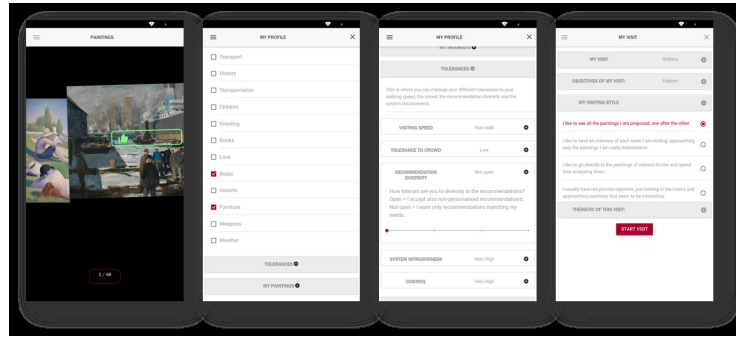 PAINTINGS
1 / 48
MY PROFILE
Transport
History
Transportation
Children
Kneeling
Books
Love
Boats
Vessels
Furniture
Weapons
Weather
TOLERANCES
MY PAINTINGS
MY PROFILE
MY INTERESTS
TOLERANCES
This is where you can manage your different tolerances to your
walking speed, the crowd, the recommendation diversity and the
system intrusiveness.
VISITING SPEED Fast walk
TOLERANCE TO CROWD Low
RECOMMENDATION Not open
DIVERSITY
How tolerant are you to diversity in the recommendations?
Open = I accept also non-personalised recommendations;
Not open = I want only recommendations matching my
needs.
SYSTEM INTRUSIVENESS Very High
CONTROL Very High
MY VISIT
MY VISIT Solitary
OBJECTIVES OF MY VISIT: Explore
MY VISITING STYLE
I like to see all the paintings I am proposed, one after the other.
I like to have an overview of each room I am visiting, approaching
only the paintings I am really interested in.
I like to go directly to the paintings of interest for me and spend
time analysing them.
I usually have not precise objective, just looking in the rooms and
approaching paintings that seem to be interesting.
THEMATIC OF THIS VISIT:
START VISIT